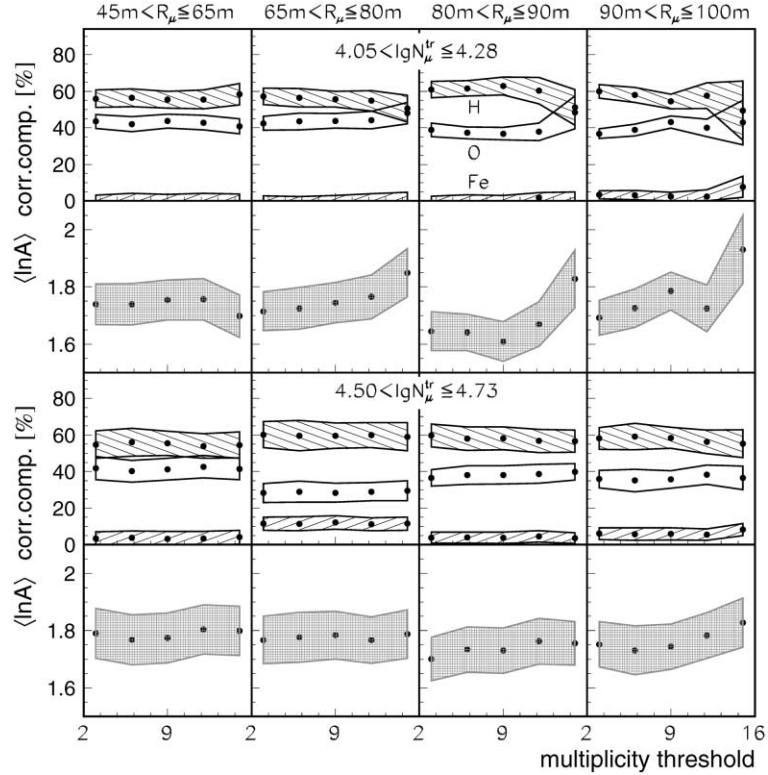 45m<R_μ≦65m 65m<R_μ≦80m 80m<R_μ≦90m 90m<R_μ≦100m
4.05<lgN_μ^tr≦4.28
corr.comp. [%]
80
60
40
20
0
H
O
Fe
⟨lnA⟩
2
1.8
1.6
4.50<lgN_μ^tr≦4.73
corr.comp. [%]
80
60
40
20
0
⟨lnA⟩
2
1.8
1.6
2 9 2 9 2 9 2 9 16
multiplicity threshold